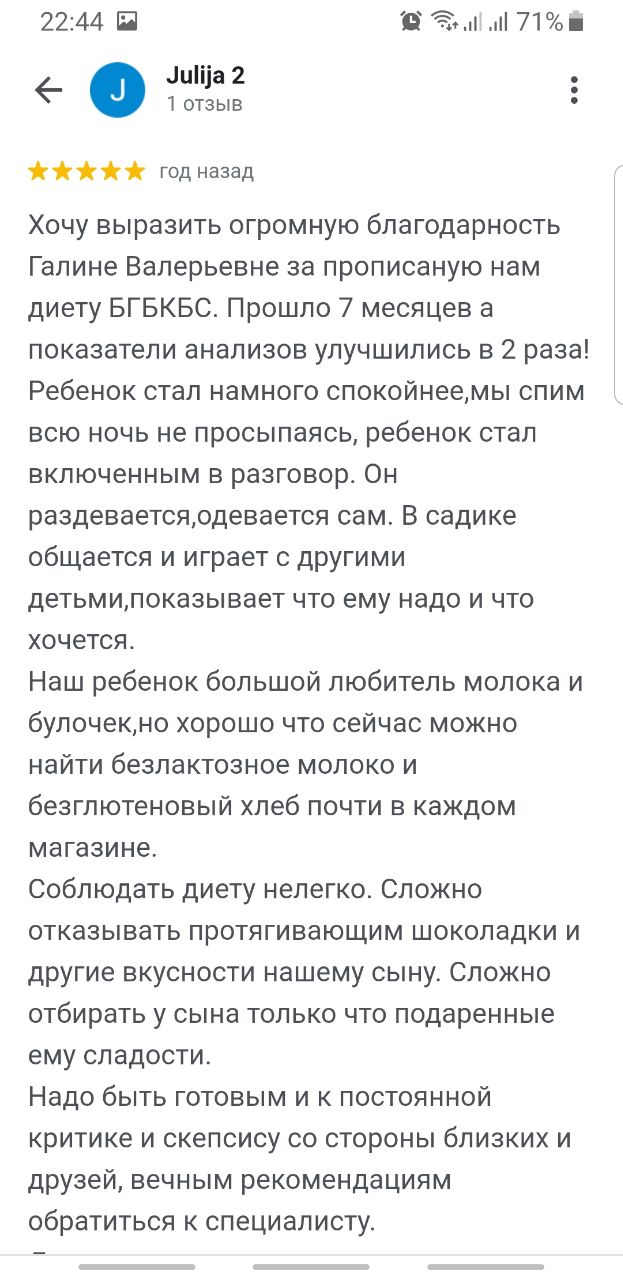 22:44 71%
Julija 2
J
1 отзыв
год назад
Хочу выразить огромную благодарность
Галине Валерьевне за прописаную нам
диету БГБКБС. Прошло 7 месяцев а
показатели анализов улучшились в 2 раза!
Ребенок стал намного спокойнее,мы спим
всю ночь не просыпаясь, ребенок стал
включенным в разговор. Он
раздевается,одевается сам. В садике
общается и играет с другими
детьми,показывает что ему надо и что
хочется.
Наш ребенок большой любитель молока и
булочек,но хорошо что сейчас можно
найти безлактозное молоко и
безглютеновый хлеб почти в каждом
магазине.
Соблюдать диету нелегко. Сложно
отказывать протягивающим шоколадки и
другие вкусности нашему сыну. Сложно
отбирать у сына только что подаренные
ему сладости.
Надо быть готовым и к постоянной
критике и скепсису со стороны близких и
друзей, вечным рекомендациям
обратиться к специалисту.